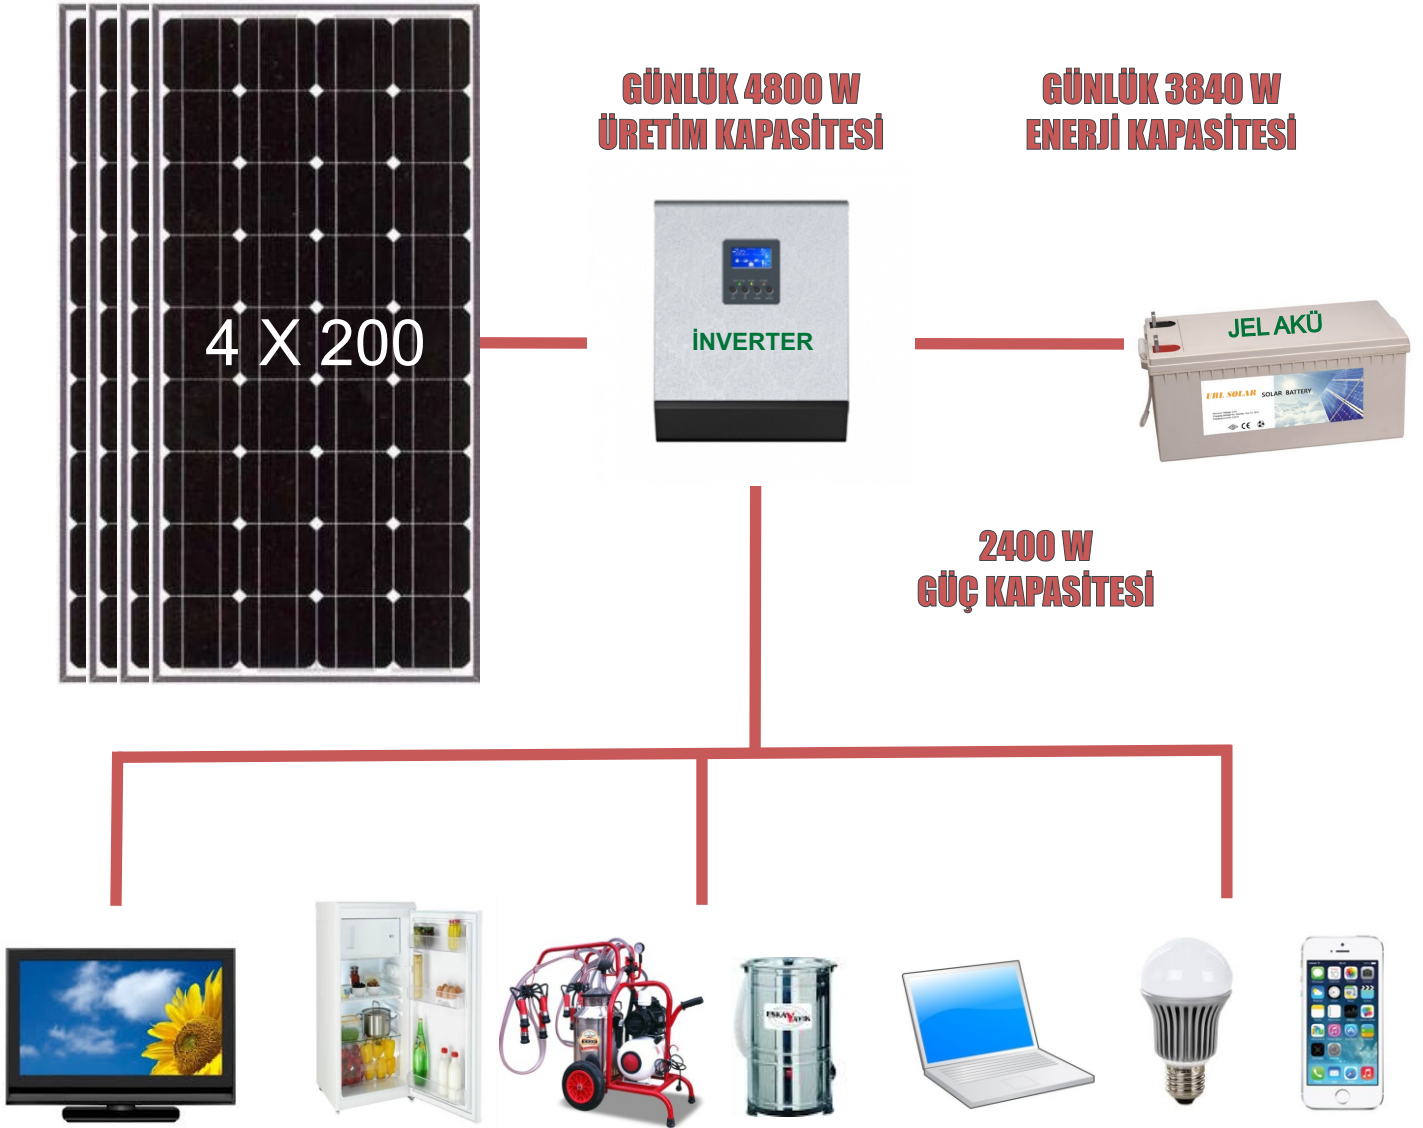 GÜNLÜK 4800 W
ÜRETİM KAPASİTESİ
GÜNLÜK 3840 W
ENERJİ KAPASİTESİ
4 X 200
İNVERTER
JEL AKÜ
SOLAR BATTERY
2400 W
GÜÇ KAPASİTESİ